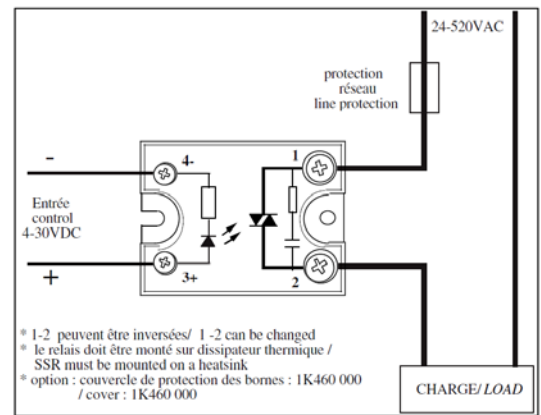 24-520VAC
protection
réseau
line protection
4-
1
-
Entrée
control
4-30VDC
+
3+
2
* 1-2 peuvent être inversées/ 1 -2 can be changed
* le relais doit être monté sur dissipateur thermique /
SSR must be mounted on a heatsink
* option : couvercle de protection des bornes : 1K460 000
/ cover : 1K460 000
CHARGE/ LOAD